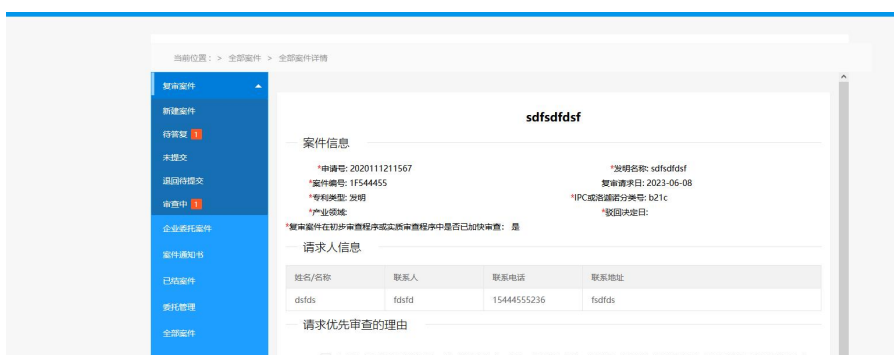 当前位置： > 全部案件 > 全部案件详情
复审案件
新建案件
待答复 1
未提交
退回待提交
审查中 1
企业委托案件
案件通知书
已结案件
委托管理
全部案件
sdfsdfdsf
案件信息
*申请号: 2020111211567 *发明名称: sdfsdfdsf
*案件编号: 1F544455 复审请求日: 2023-06-08
*专利类型: 发明 *IPC或洛迦诺分类号: b21c
*产业领域: *驳回决定日:
*复审案件在初步审查程序或实质审查程序中是否已加快审查： 是
请求人信息
姓名/名称 联系人 联系电话 联系地址
dsfds fdsfd 15444555236 fsdfds
请求优先审查的理由